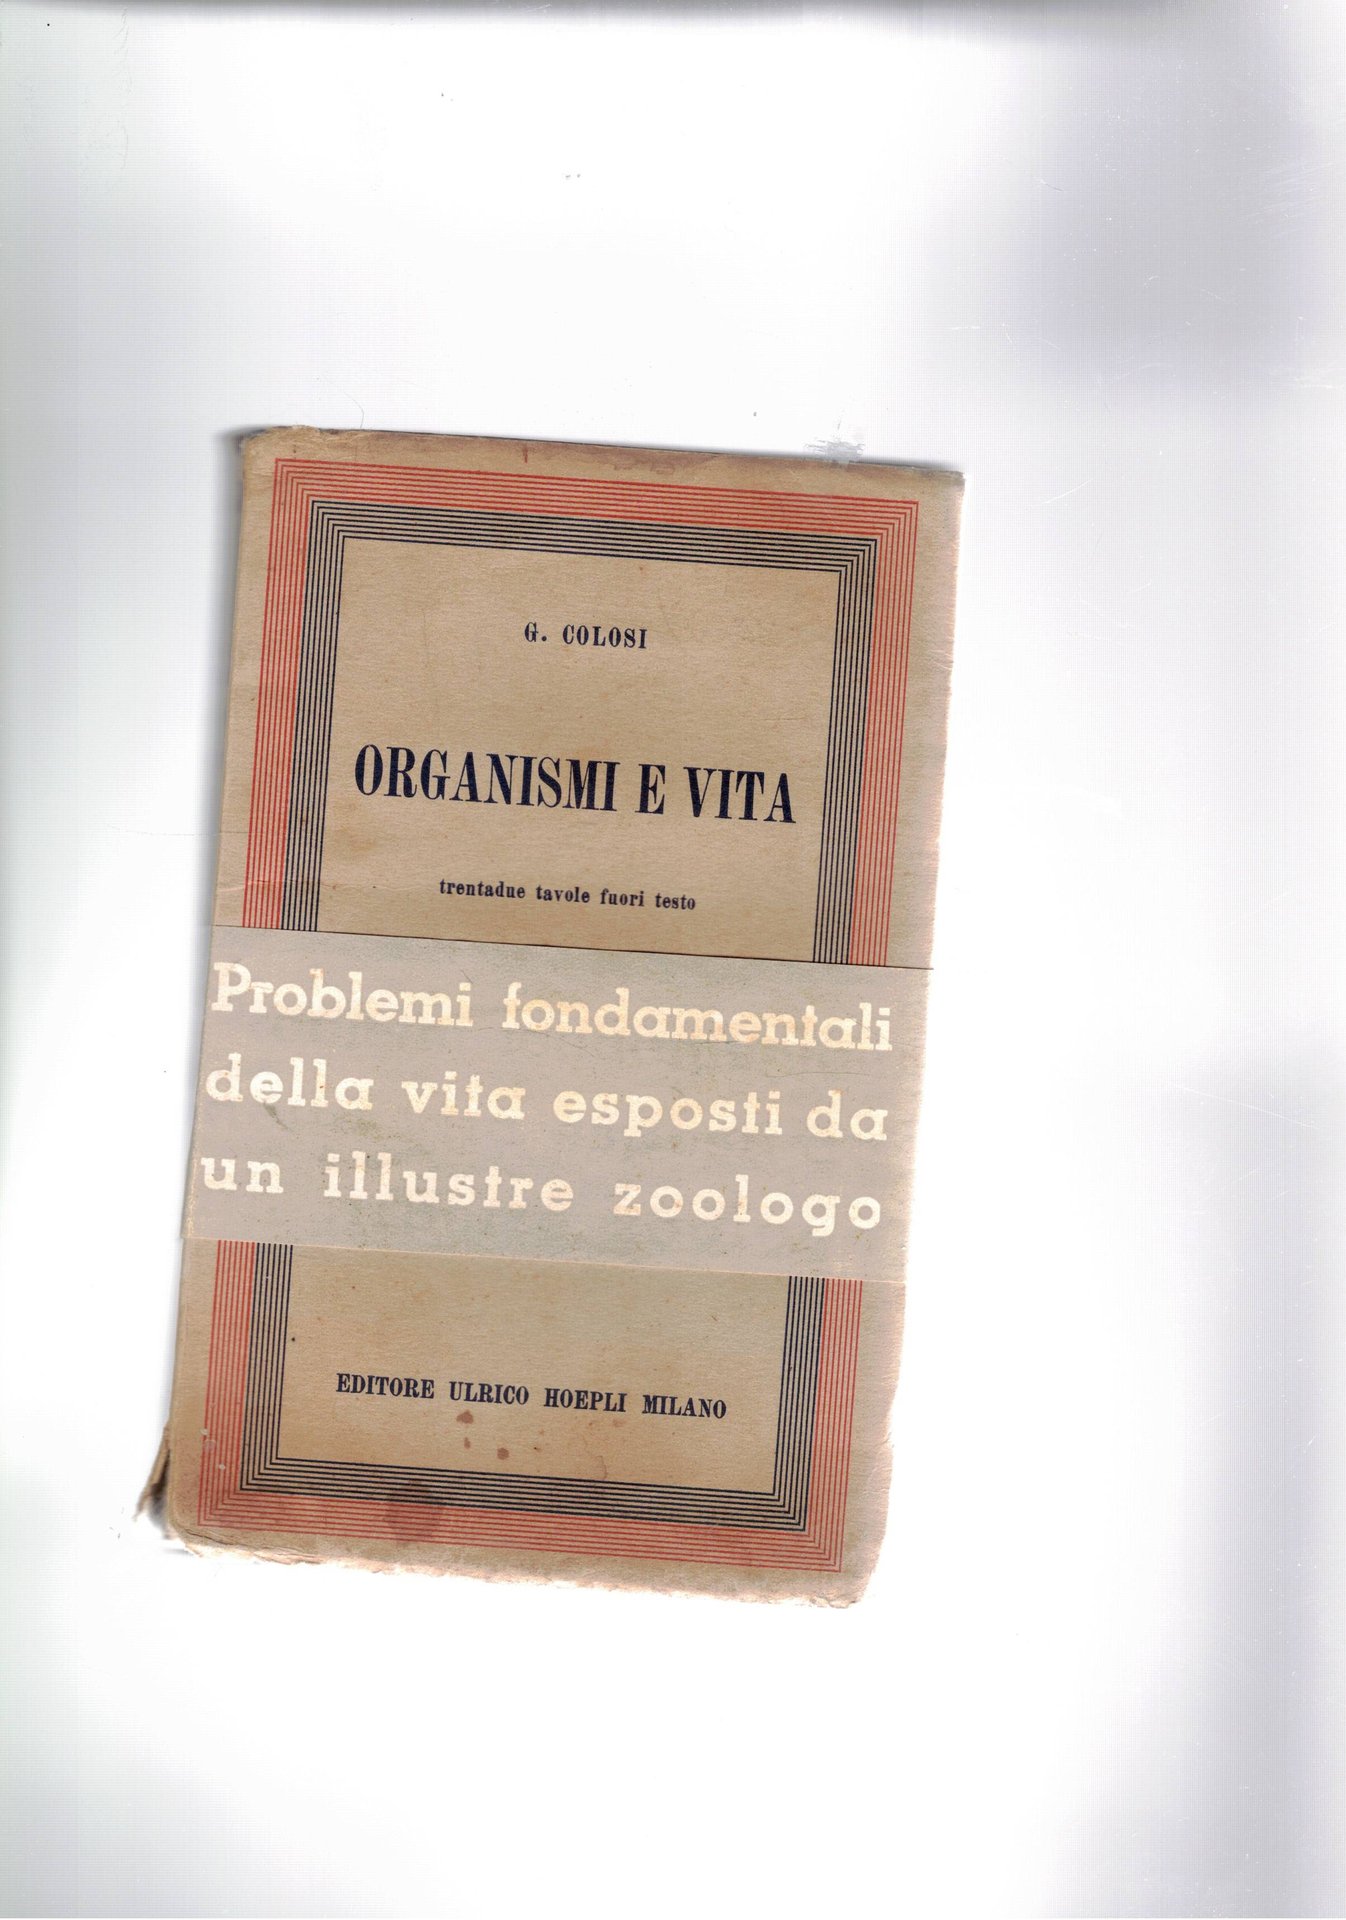 G. COLOSI
ORGANISMI E VITA
trentadue tavole fuori testo
Problemi fondamentali
della vita esposti da
un illustre zoologo
EDITORE ULRICO HOEPLI MILANO